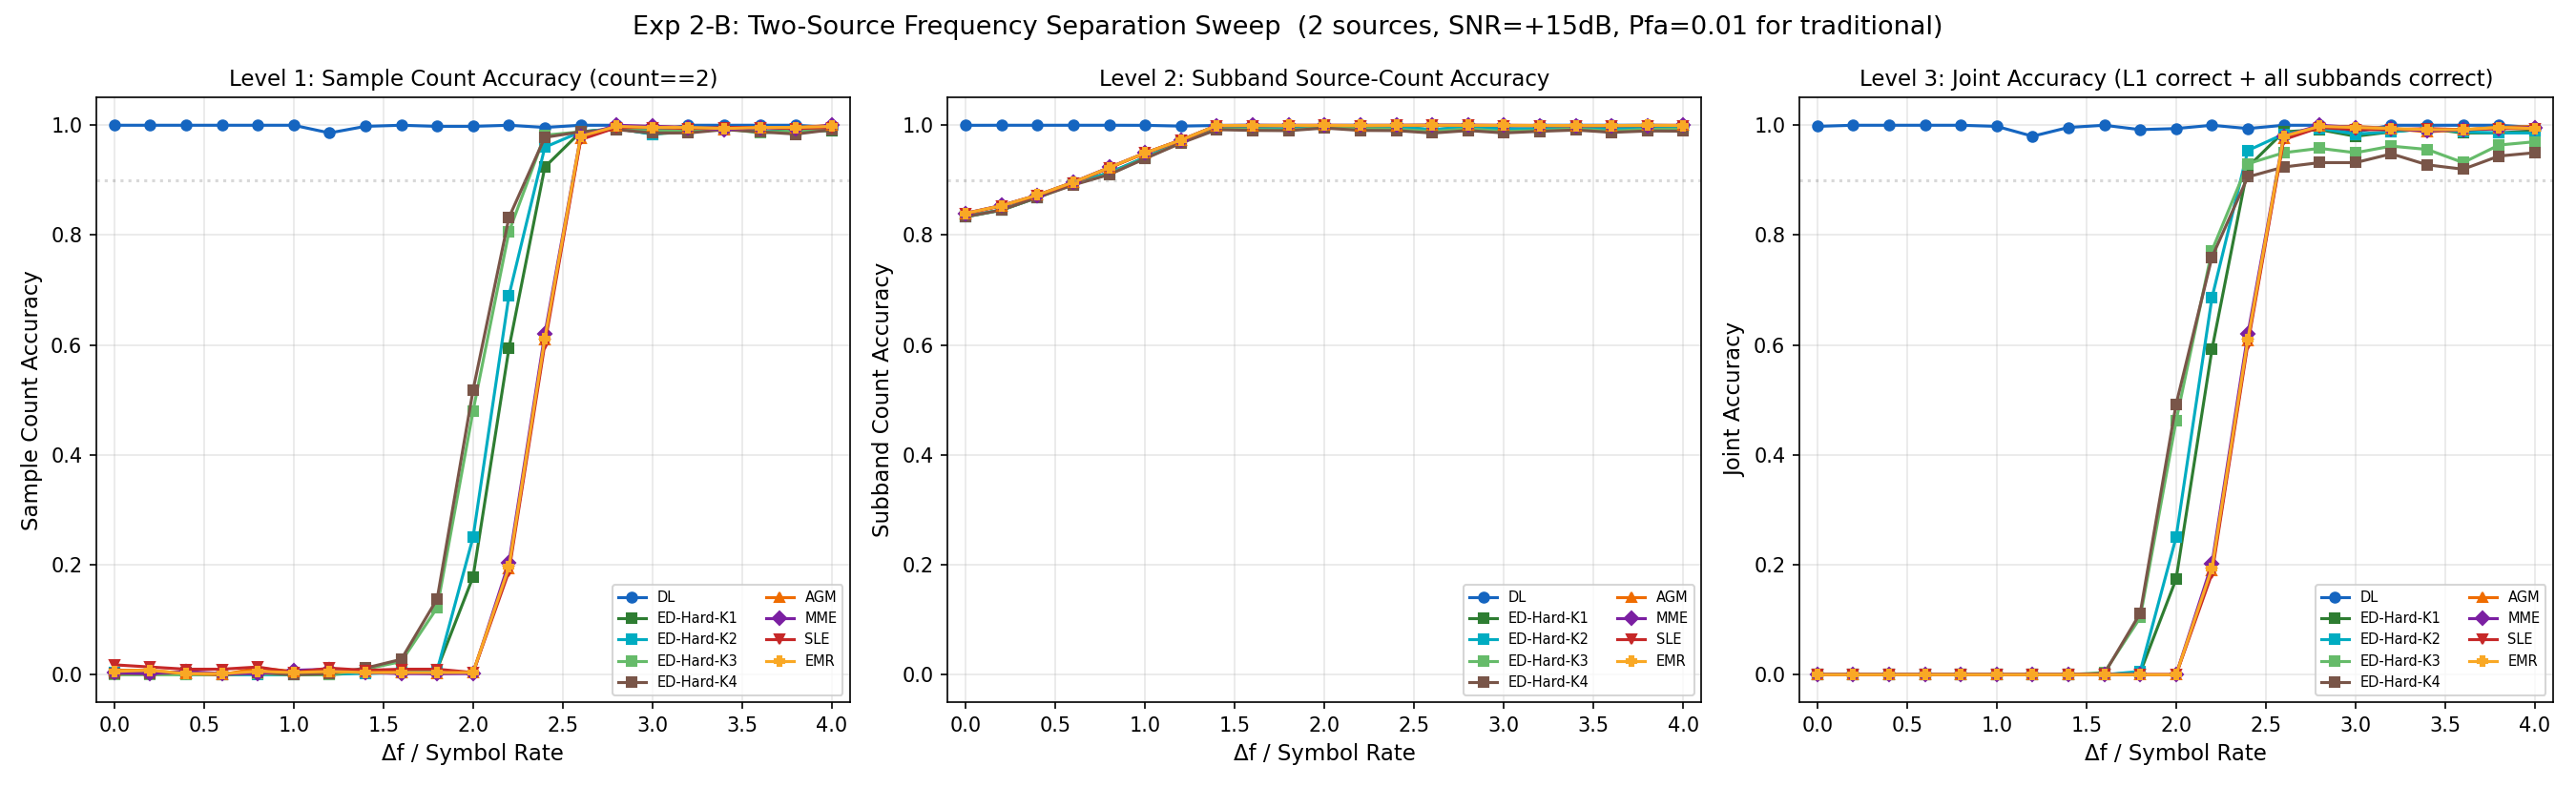 Exp 2-B: Two-Source Frequency Separation Sweep  (2 sources, SNR=+15dB, Pfa=0.01 for traditional)
Level 1: Sample Count Accuracy (count==2)
Sample Count Accuracy
1.0
0.8
0.6
0.4
0.2
0.0
0.0 0.5 1.0 1.5 2.0 2.5 3.0 3.5 4.0
Δf / Symbol Rate
DL
ED-Hard-K1
ED-Hard-K2
ED-Hard-K3
ED-Hard-K4
AGM
MME
SLE
EMR
Level 2: Subband Source-Count Accuracy
Subband Count Accuracy
1.0
0.8
0.6
0.4
0.2
0.0
0.0 0.5 1.0 1.5 2.0 2.5 3.0 3.5 4.0
Δf / Symbol Rate
DL
ED-Hard-K1
ED-Hard-K2
ED-Hard-K3
ED-Hard-K4
AGM
MME
SLE
EMR
Level 3: Joint Accuracy (L1 correct + all subbands correct)
Joint Accuracy
1.0
0.8
0.6
0.4
0.2
0.0
0.0 0.5 1.0 1.5 2.0 2.5 3.0 3.5 4.0
Δf / Symbol Rate
DL
ED-Hard-K1
ED-Hard-K2
ED-Hard-K3
ED-Hard-K4
AGM
MME
SLE
EMR